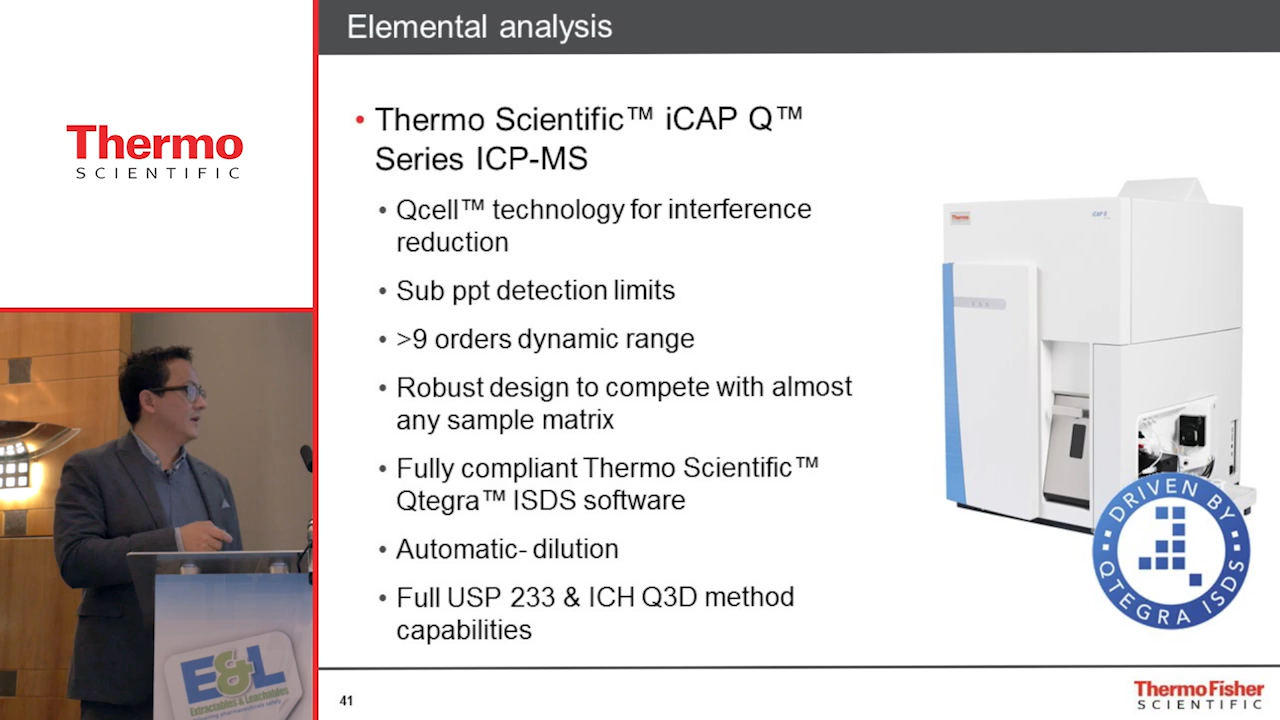 Thermo
SCIENTIFIC
Elemental analysis
• Thermo Scientific™ iCAP Q™
Series ICP-MS
• Qcell™ technology for interference
reduction
• Sub ppt detection limits
• >9 orders dynamic range
• Robust design to compete with almost
any sample matrix
• Fully compliant Thermo Scientific™
Qtegra™ ISDS software
• Automatic- dilution
• Full USP 233 & ICH Q3D method
capabilities
Thermo
iCAP Q
DRIVEN BY
QTEGRA ISDS
E&L
Extractables & Leachables
41
ThermoFisher
SCIENTIFIC